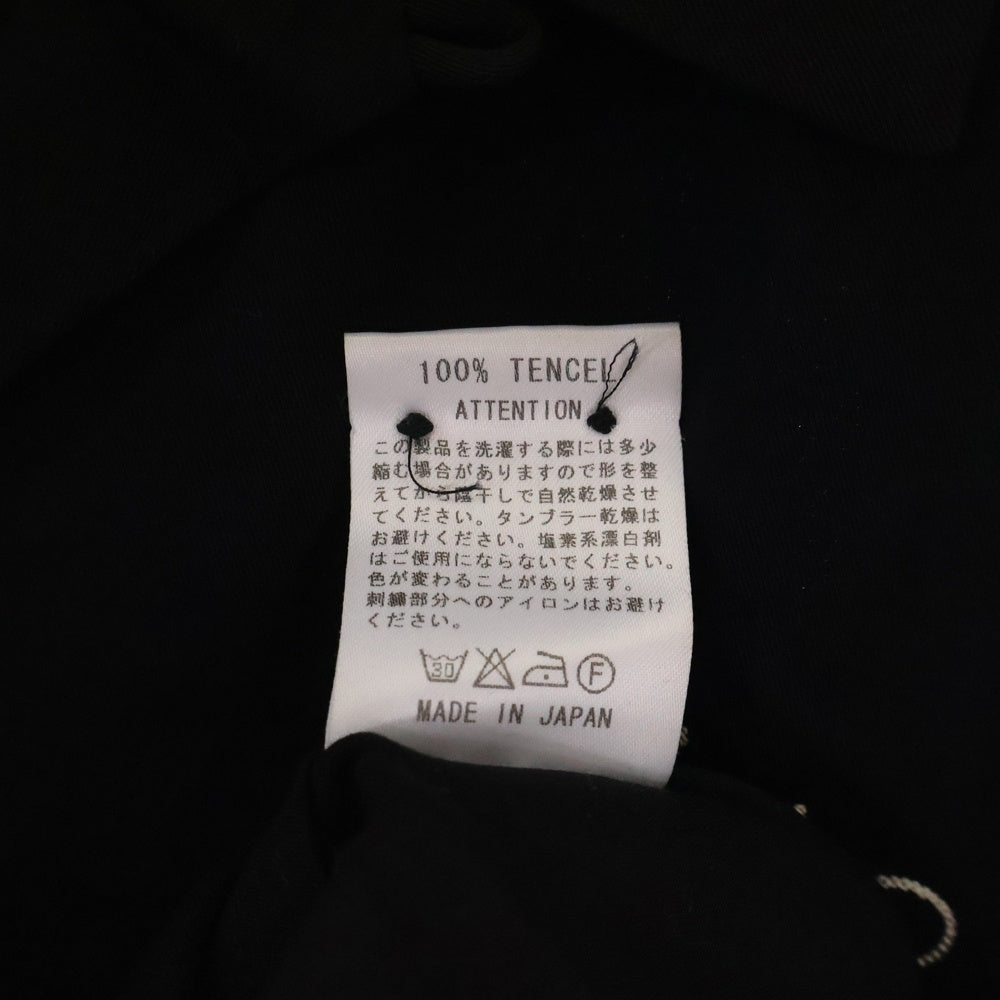 100% TENCEL
ATTENTION
この製品を洗濯する際には多少
縮む場合がありますので形を整
えてから陰干しで自然乾燥させ
てください。タンブラー乾燥は
お避けください。塩素系漂白剤
はご使用にならないでください。
色が変わることがあります。
刺繍部分へのアイロンはお避け
ください。
30 F
MADE IN JAPAN